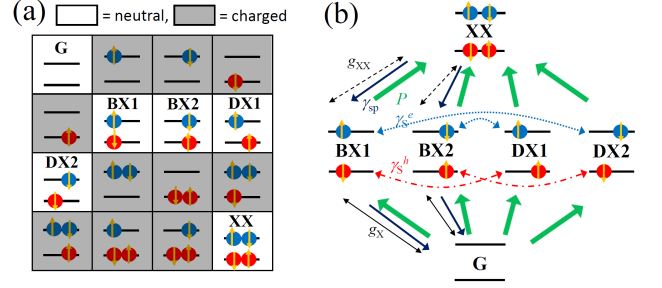 (a)
= neutral, = charged
G
BX1 BX2 DX1
DX2
XX
(b)
XX
g_XX
P
γ_sp
γ_S^e
BX1 BX2 DX1 DX2
γ_S^h
g_X
G